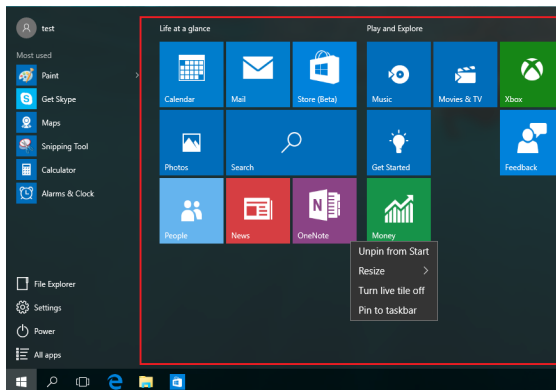 test
Most used
Paint
Get Skype
Maps
Snipping Tool
Calculator
Alarms & Clock
File Explorer
Settings
Power
All apps
Life at a glance
Play and Explore
Calendar
Mail
Store (Beta)
Music
Movies & TV
Xbox
Photos
Search
Get Started
Feedback
People
News
OneNote
Money
Unpin from Start
Resize
Turn live tile off
Pin to taskbar